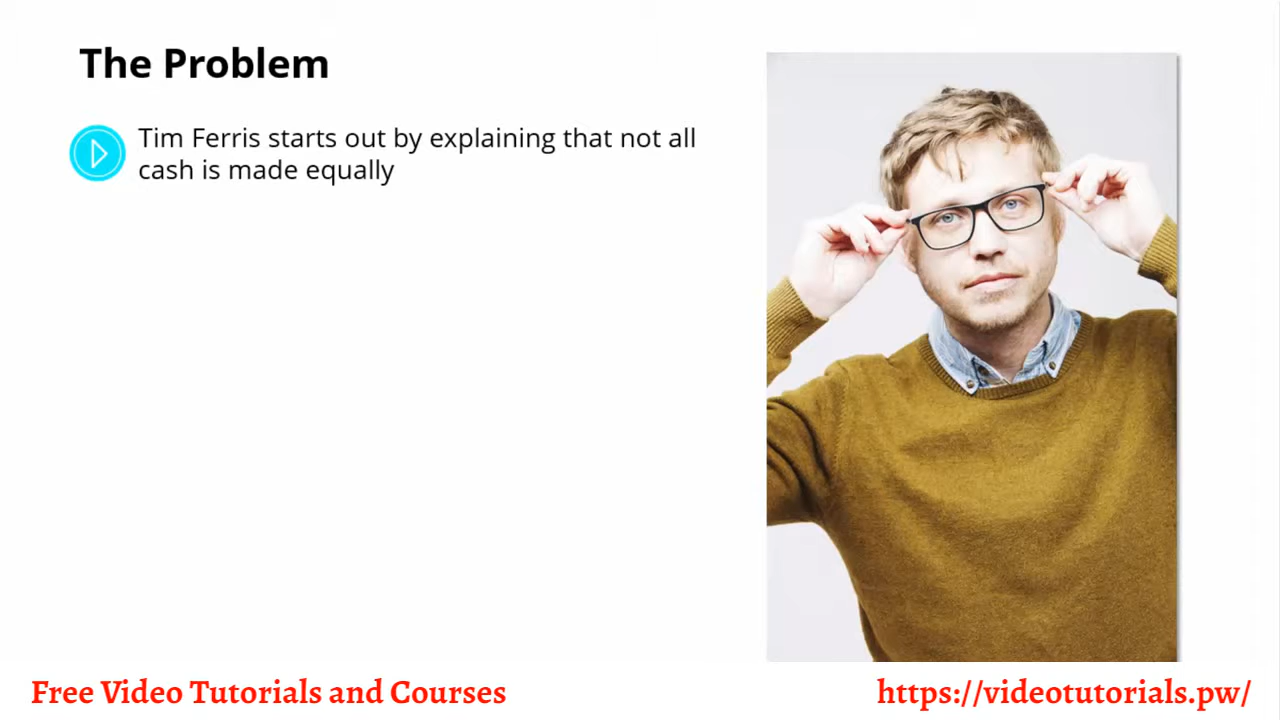 The Problem
Tim Ferris starts out by explaining that not all
cash is made equally
Free Video Tutorials and Courses
https://videotutorials.pw/